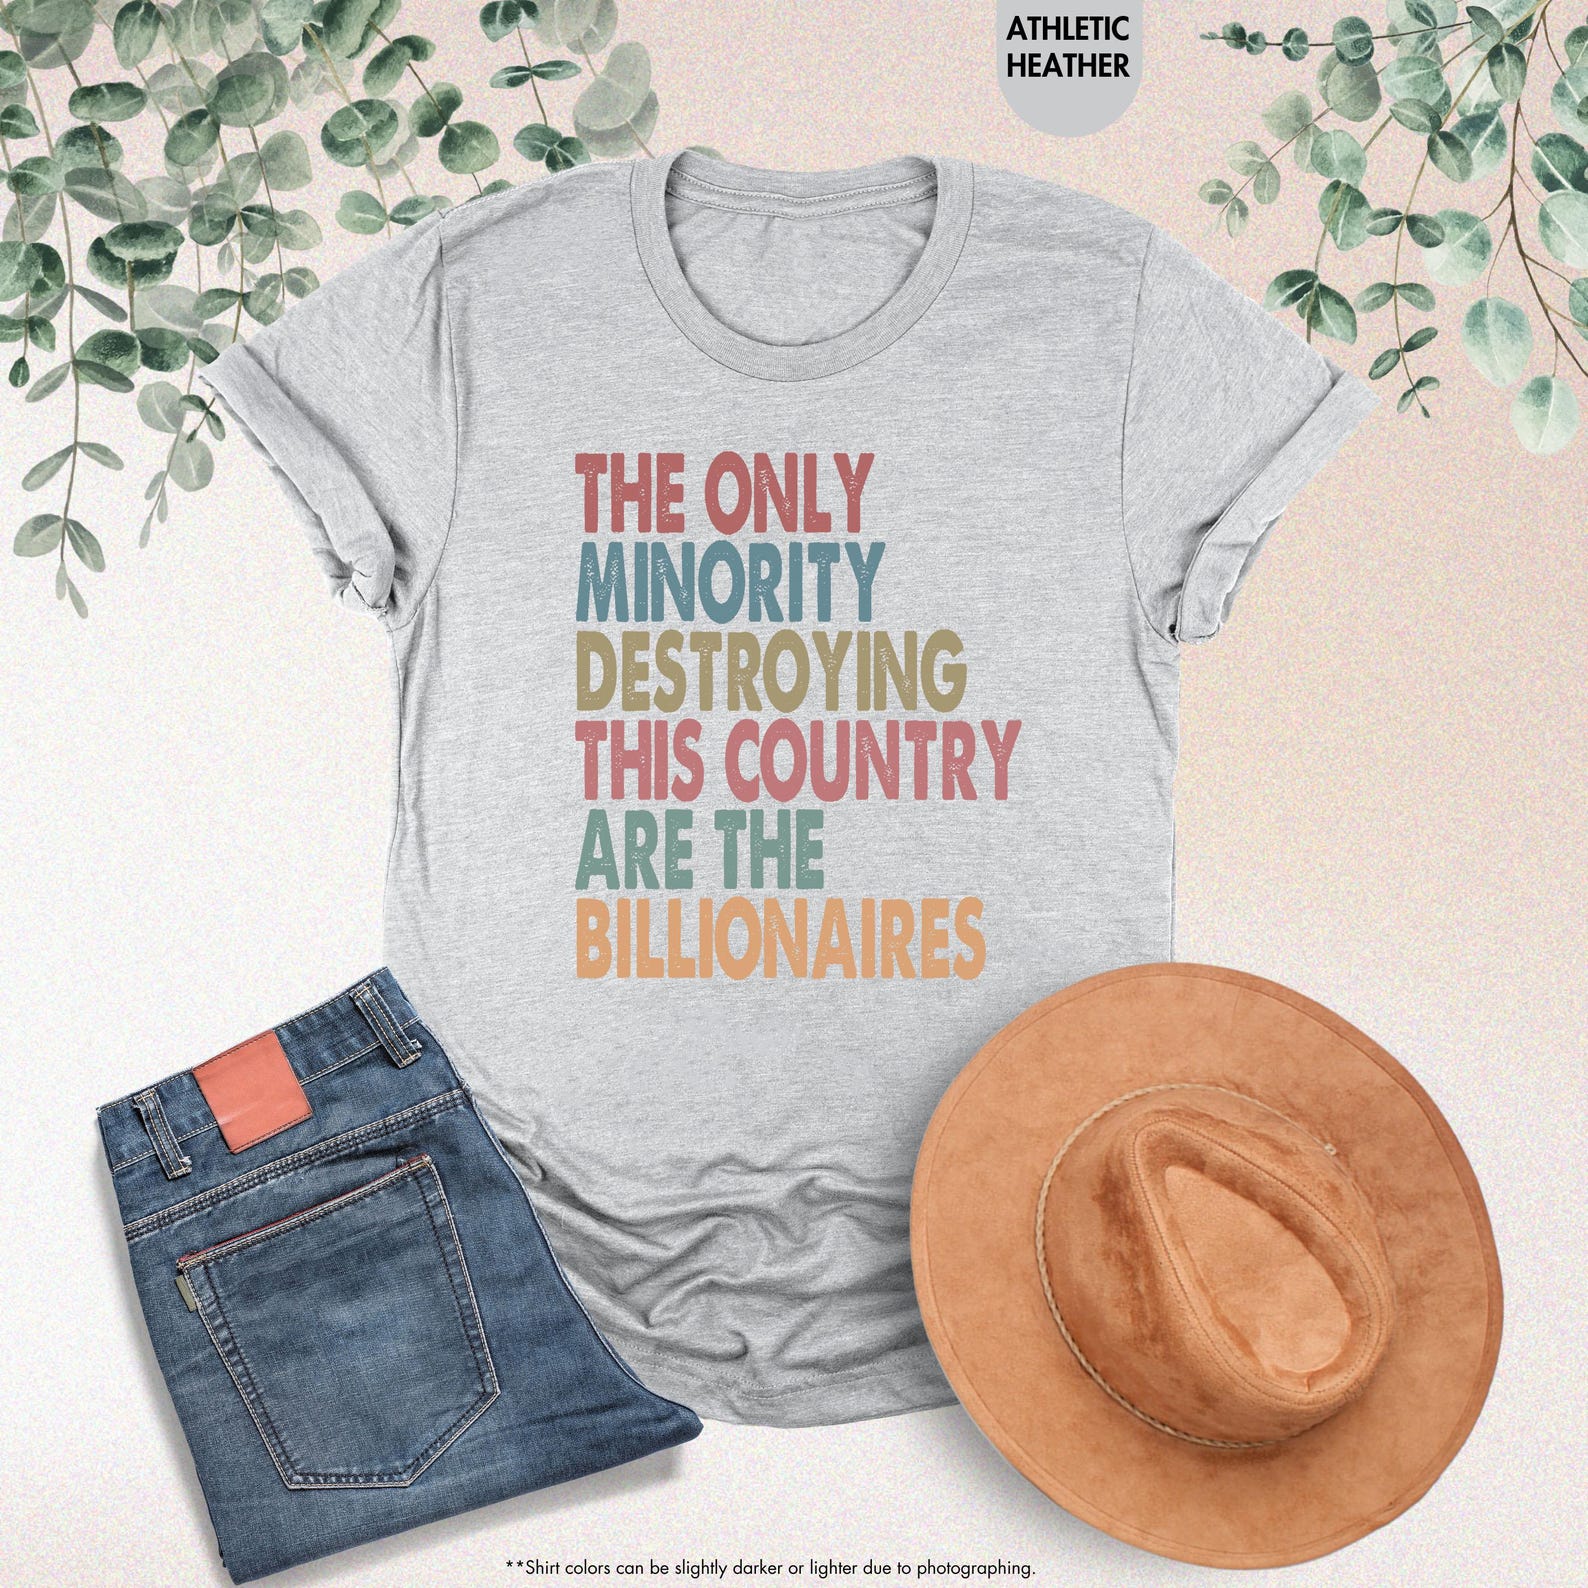 ATHLETIC
HEATHER
THE ONLY
MINORITY
DESTROYING
THIS COUNTRY
ARE THE
BILLIONAIRES
**Shirt colors can be slightly darker or lighter due to photographing.